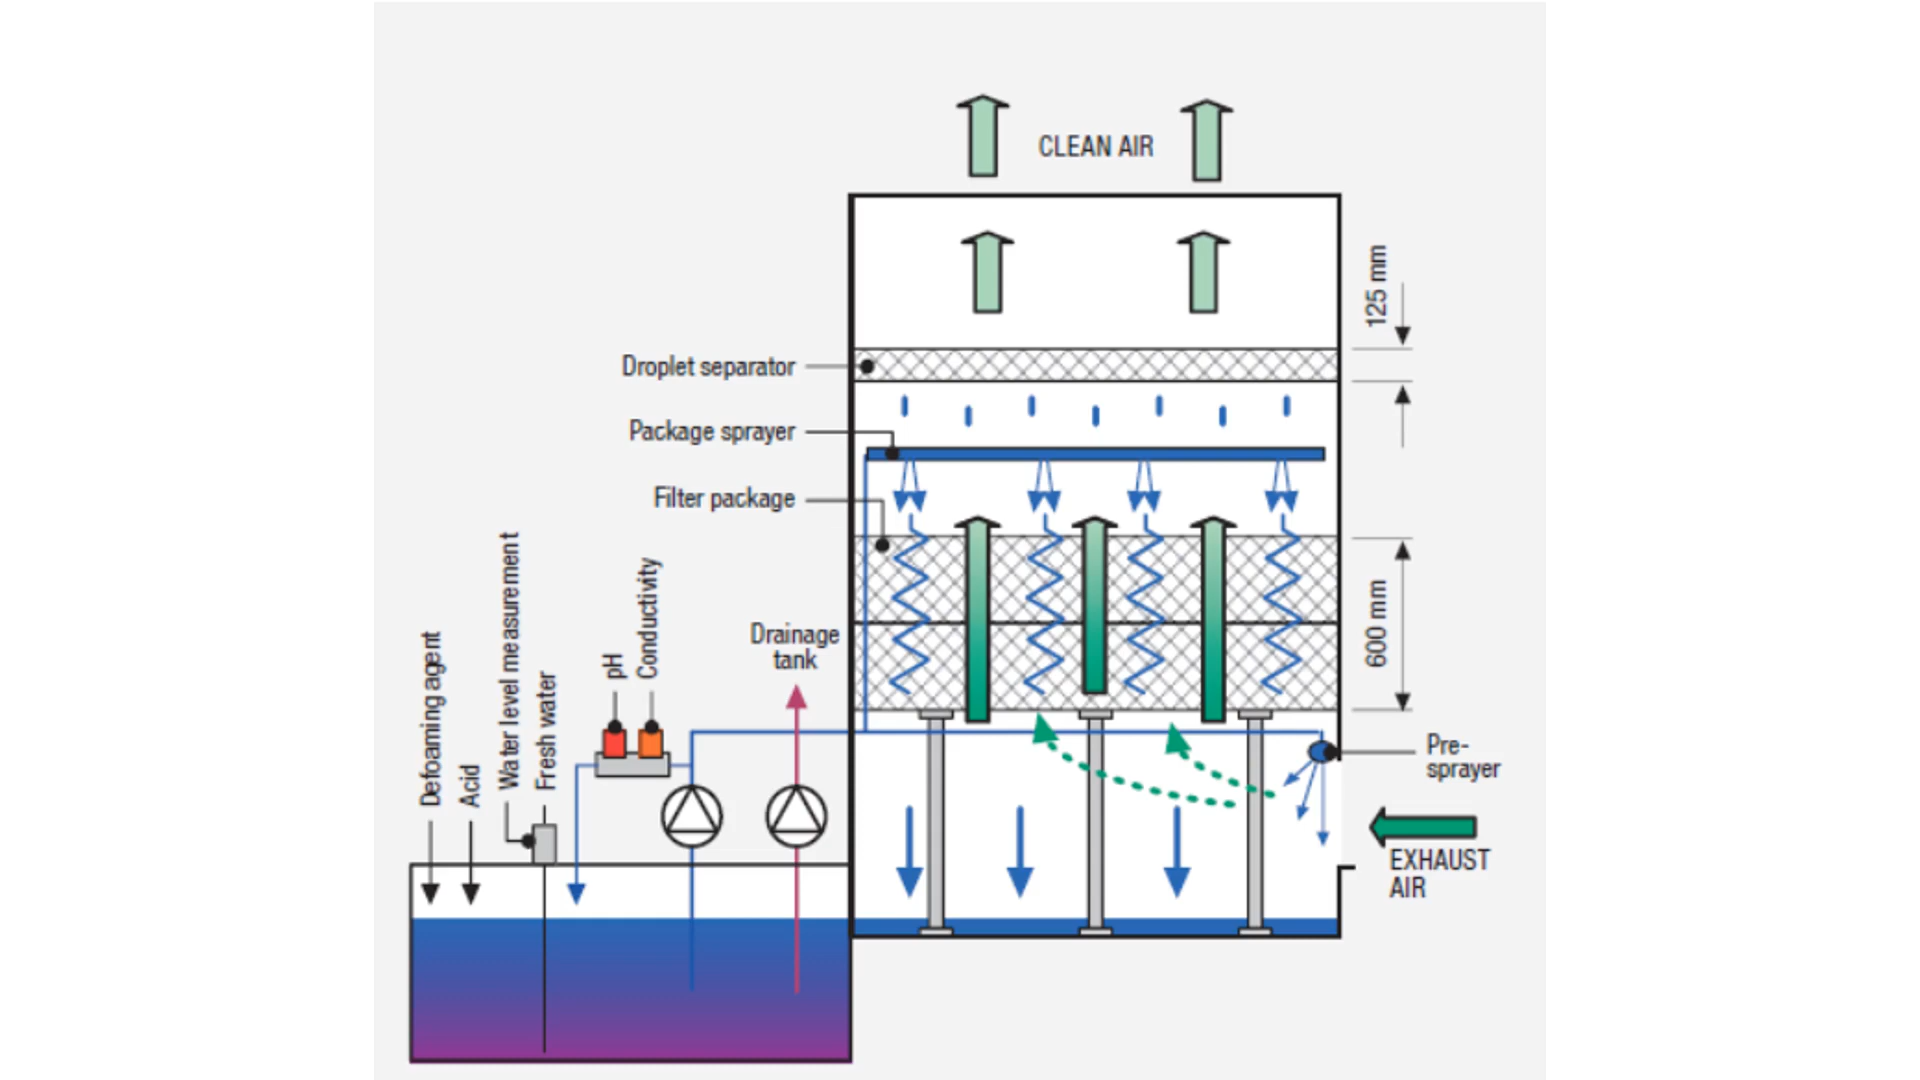 CLEAN AIR
125 mm
Droplet separator
Package sprayer
Filter package
600 mm
Water level measurement
Conductivity
pH
Drainage
tank
Defoaming agent
Fresh water
Acid
Pre-
sprayer
EXHAUST
AIR